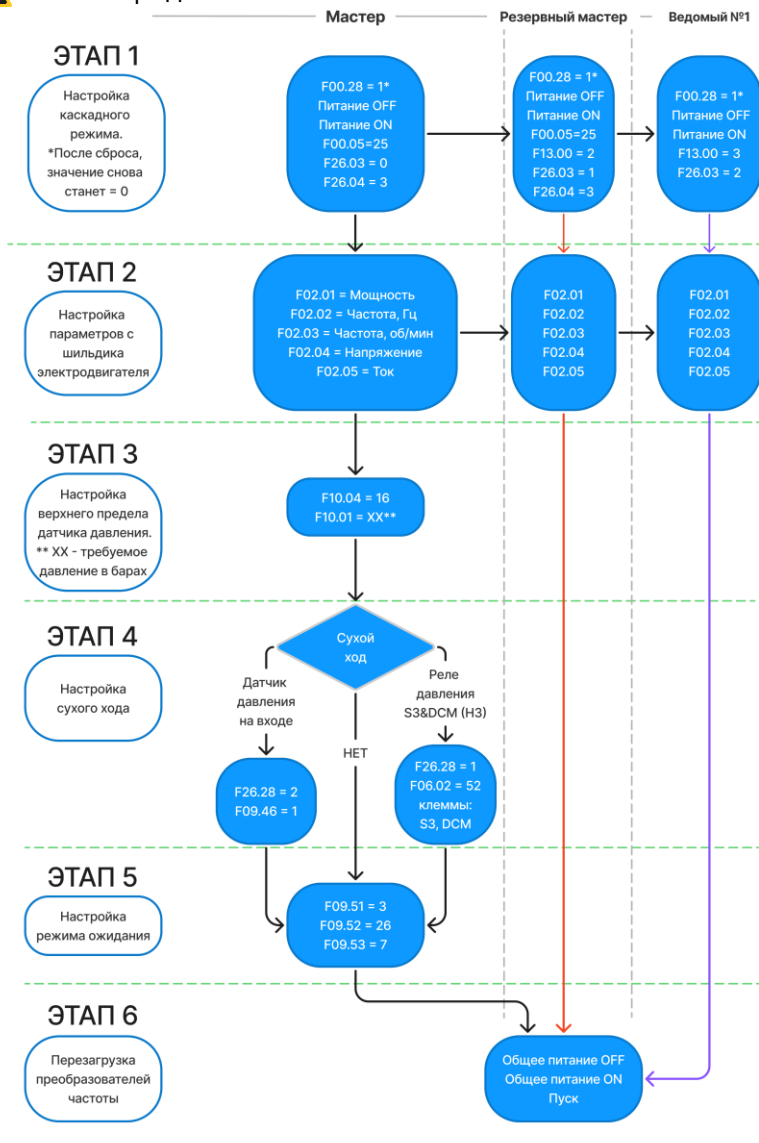 Мастер
Резервный мастер
Ведомый №1
ЭТАП 1
Настройка
каскадного
режима.
*После сброса,
значение снова
станет = 0
F00.28 = 1*
Питание OFF
Питание ON
F00.05=25
F26.03 = 0
F26.04 = 3
F00.28 = 1*
Питание OFF
Питание ON
F00.05=25
F13.00 = 2
F26.03 = 1
F26.04 =3
F00.28 = 1*
Питание OFF
Питание ON
F13.00 = 3
F26.03 = 2
ЭТАП 2
Настройка
параметров с
шильдика
электродвигателя
F02.01 = Мощность
F02.02 = Частота, Гц
F02.03 = Частота, об/мин
F02.04 = Напряжение
F02.05 = Ток
F02.01
F02.02
F02.03
F02.04
F02.05
F02.01
F02.02
F02.03
F02.04
F02.05
ЭТАП 3
Настройка
верхнего предела
датчика давления.
** XX - требуемое
давление в барах
F10.04 = 16
F10.01 = XX**
ЭТАП 4
Настройка
сухого хода
Сухой
ход
Датчик
давления
на входе
НЕТ
Реле
давления
S3&DCM (НЗ)
F26.28 = 2
F09.46 = 1
F26.28 = 1
F06.02 = 52
клеммы:
S3, DCM
ЭТАП 5
Настройка
режима ожидания
F09.51 = 3
F09.52 = 26
F09.53 = 7
ЭТАП 6
Перезагрузка
преобразователей
частоты
Общее питание OFF
Общее питание ON
Пуск